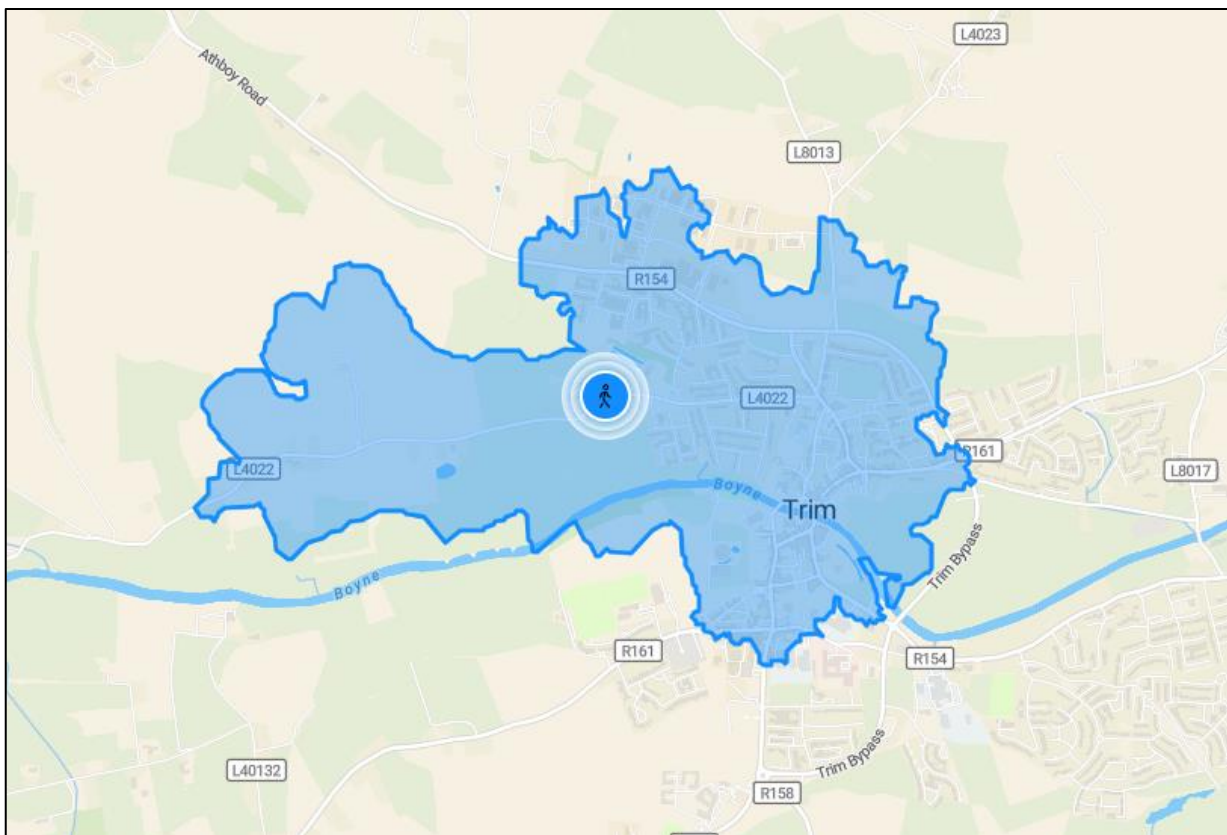 L4023
Athboy Road
L8013
R154
L4022
R161
L4022
L8017
Boyne
Trim
Trim Bypass
Boyne
R161
R154
Trim Bypass
L40132
R158